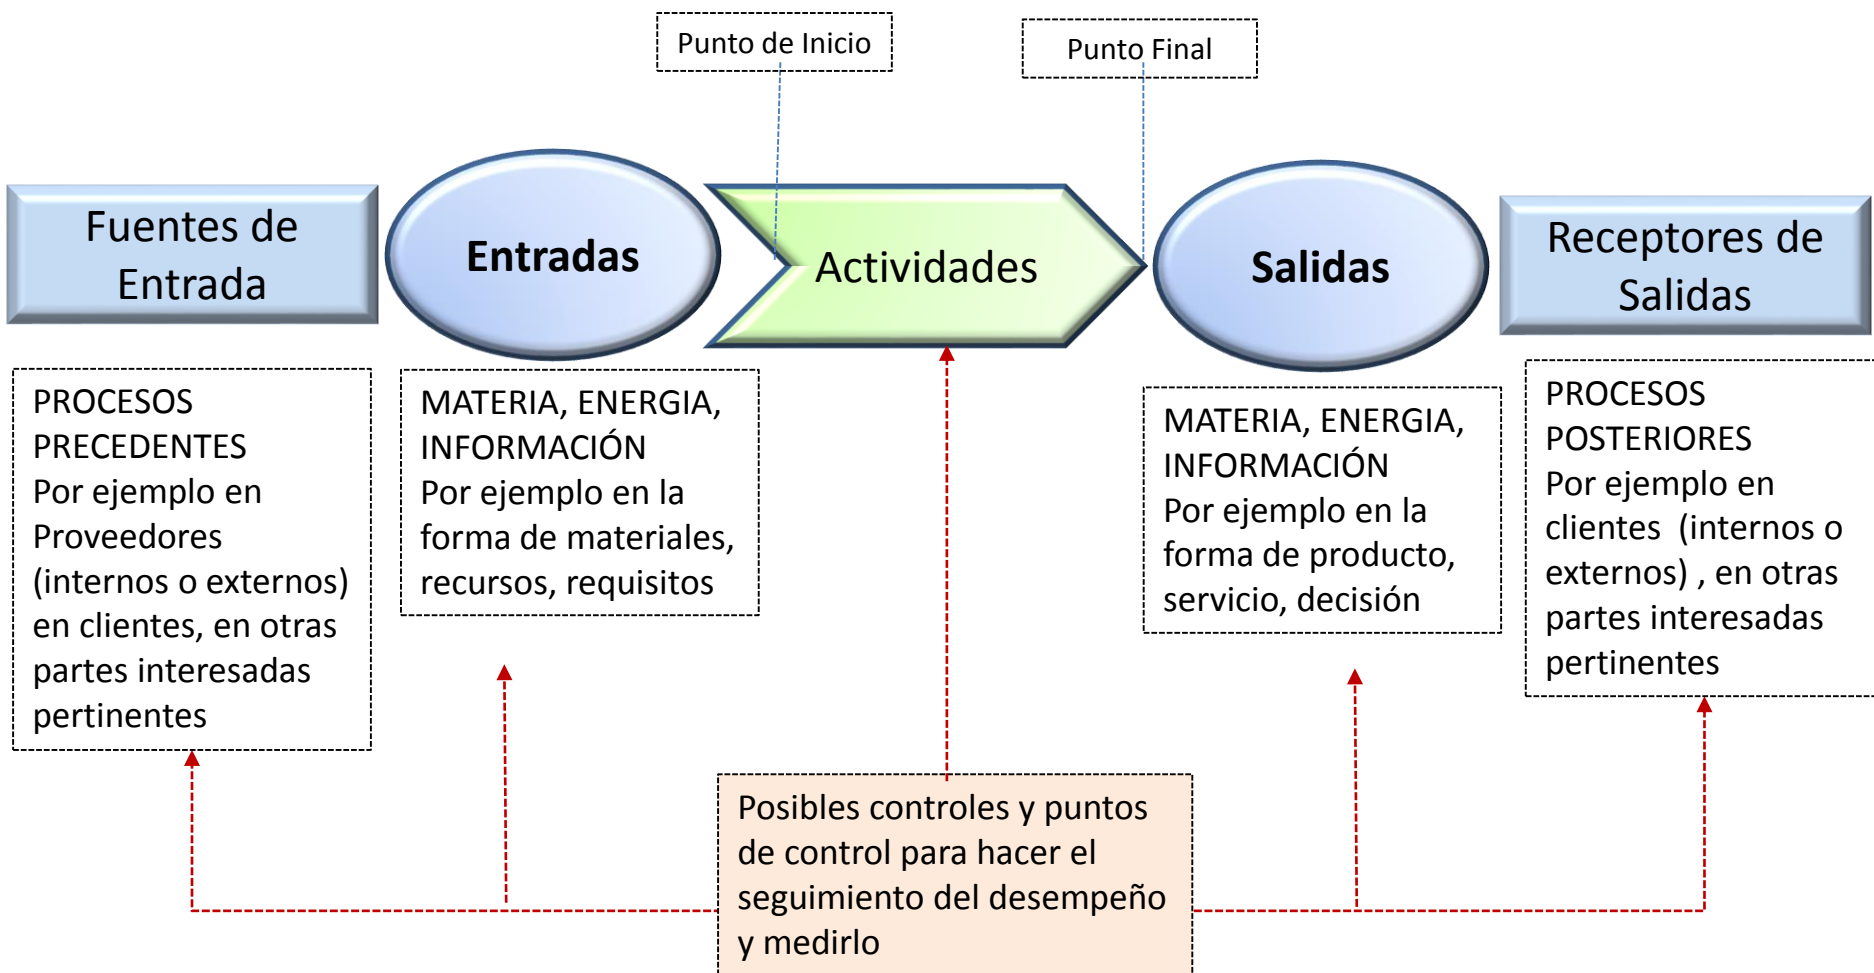 Punto de Inicio
Punto Final
Fuentes de
Entrada
Entradas
Actividades
Salidas
Receptores de
Salidas
PROCESOS
PRECEDENTES
Por ejemplo en
Proveedores
(internos o externos)
en clientes, en otras
partes interesadas
pertinentes
MATERIA, ENERGIA,
INFORMACIÓN
Por ejemplo en la
forma de materiales,
recursos, requisitos
MATERIA, ENERGIA,
INFORMACIÓN
Por ejemplo en la
forma de producto,
servicio, decisión
PROCESOS
POSTERIORES
Por ejemplo en
clientes (internos o
externos) , en otras
partes interesadas
pertinentes
Posibles controles y puntos
de control para hacer el
seguimiento del desempeño
y medirlo